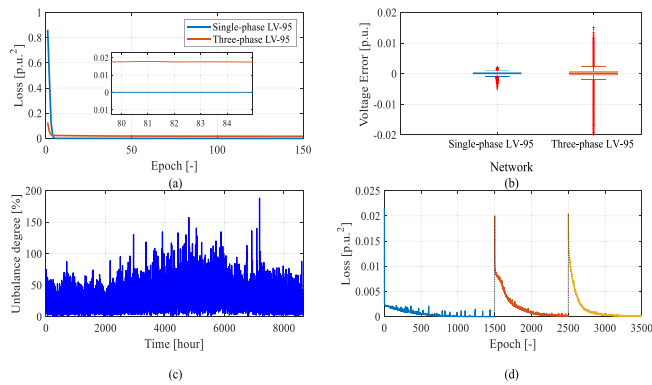 (a)
1
0.8
0.6
0.4
0.2
0
Loss [p.u.²]
Single-phase LV-95
Three-phase LV-95
0.02
0.01
0
0.01
80 81 82 83 84
0 50 100 150
Epoch [-]
(a)
0.02
0.01
0
-0.01
-0.02
Voltage Error [p.u.]
Single-phase LV-95 Three-phase LV-95
Network
(b)
200
150
100
50
0
Unbalance degree [%]
0 2000 4000 6000 8000
Time [hour]
(c)
0.025
0.02
0.015
0.01
0.005
0
Loss [p.u.²]
0 500 1000 1500 2000 2500 3000 3500
Epoch [-]
(d)